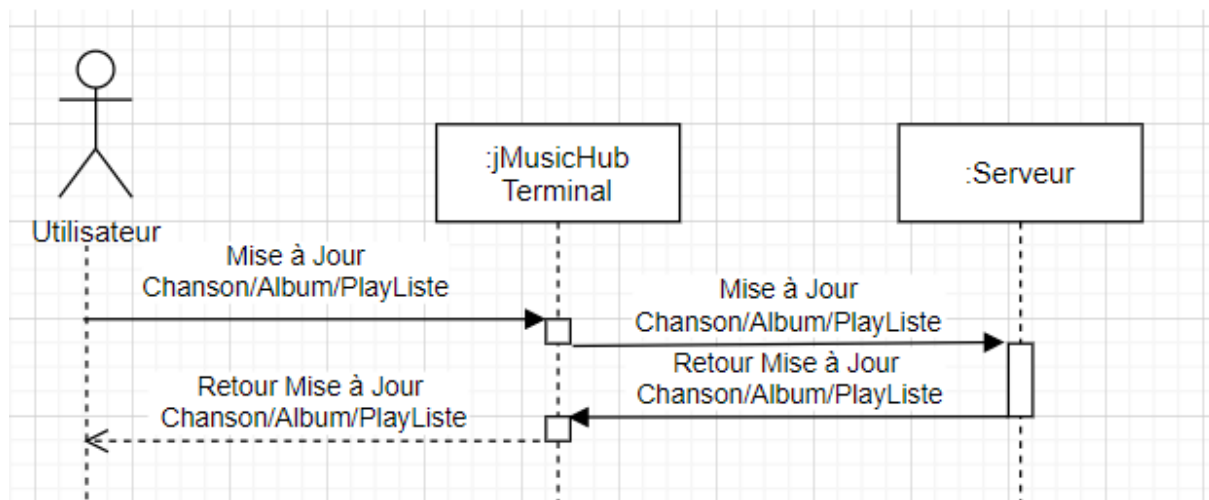 :jMusicHub
Terminal
:Serveur
Utilisateur
Mise à Jour
Chanson/Album/PlayListe
Mise à Jour
Chanson/Album/PlayListe
Retour Mise à Jour
Chanson/Album/PlayListe
Retour Mise à Jour
Chanson/Album/PlayListe